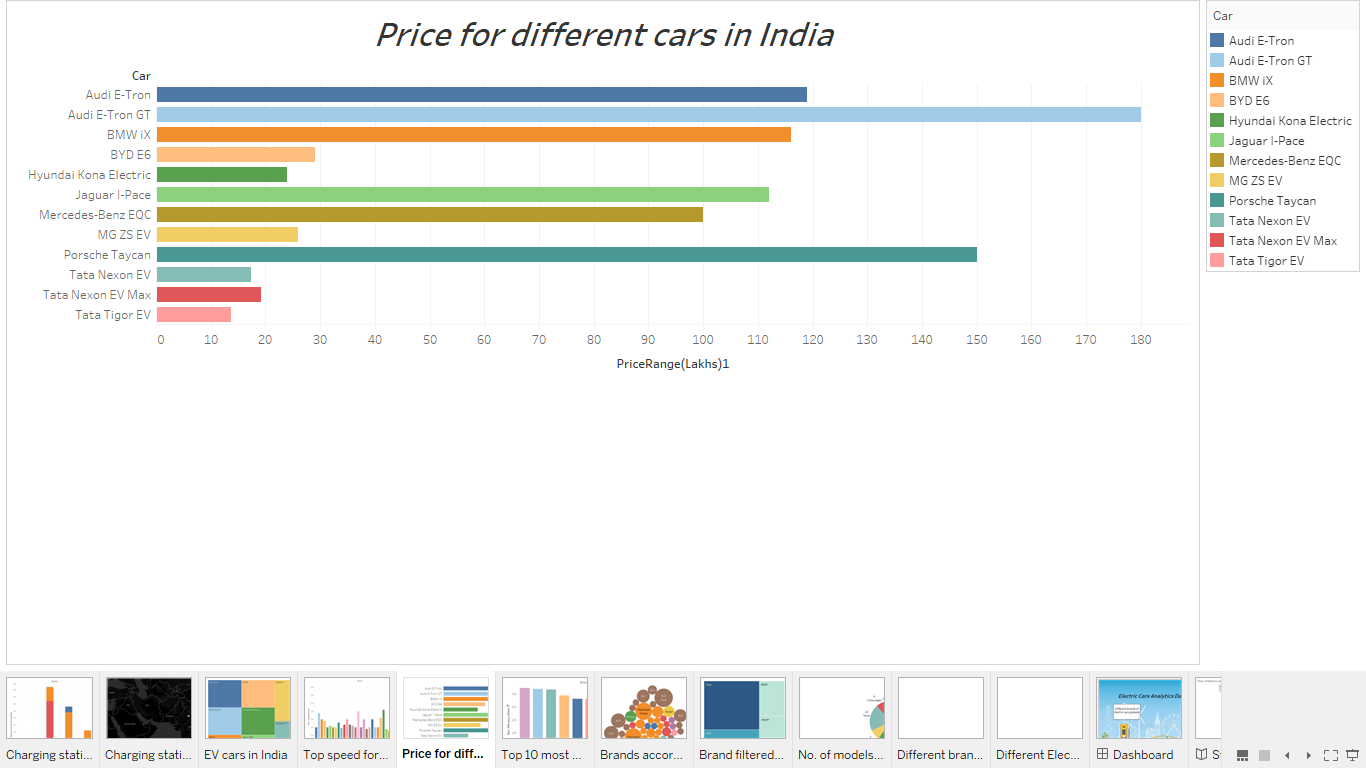 Price for different cars in India
Car
Audi E-Tron
Audi E-Tron GT
BMW iX
BYD E6
Hyundai Kona Electric
Jaguar I-Pace
Mercedes-Benz EQC
MG ZS EV
Porsche Taycan
Tata Nexon EV
Tata Nexon EV Max
Tata Tigor EV
0 10 20 30 40 50 60 70 80 90 100 110 120 130 140 150 160 170 180
PriceRange(Lakhs)1
Car
Audi E-Tron
Audi E-Tron GT
BMW iX
BYD E6
Hyundai Kona Electric
Jaguar I-Pace
Mercedes-Benz EQC
MG ZS EV
Porsche Taycan
Tata Nexon EV
Tata Nexon EV Max
Tata Tigor EV
Electric Cars Analytics Da
Charging stati... Charging stati... EV cars in India Top speed for... Price for diff... Top 10 most ... Brands accor... Brand filtered... No. of models... Different bran... Different Elec... Dashboard